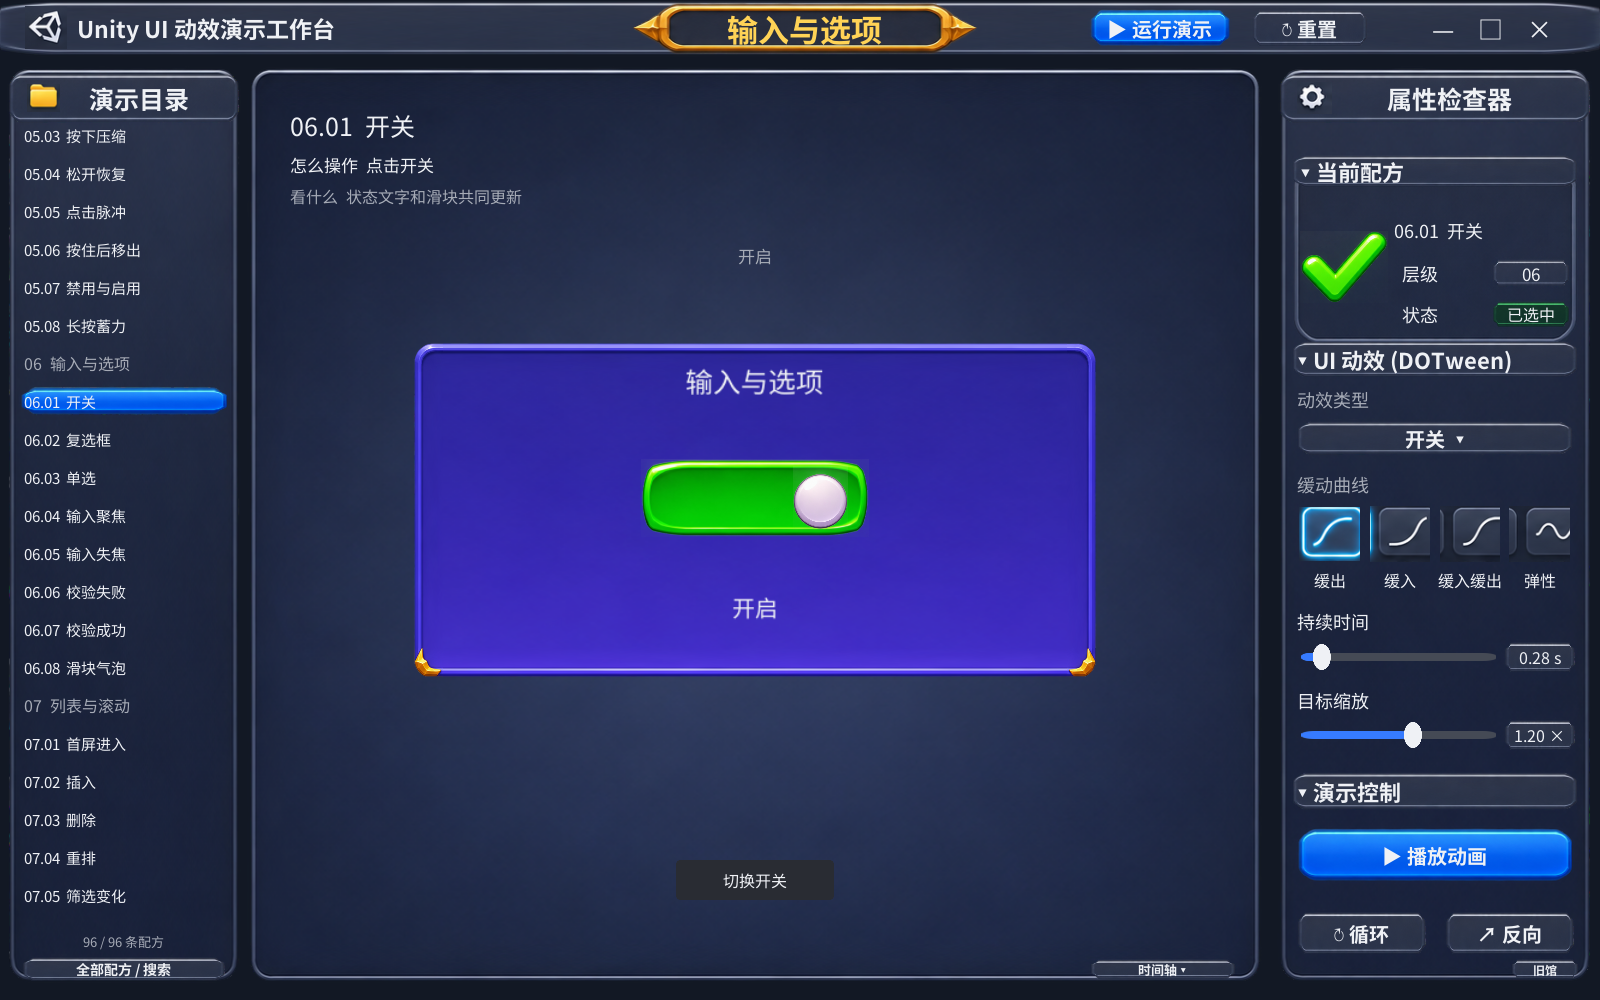 Unity UI 动效演示工作台
输入与选项
▶ 运行演示
重置
演示目录
05.03 按下压缩
05.04 松开恢复
05.05 点击脉冲
05.06 按住后移出
05.07 禁用与启用
05.08 长按蓄力
06 输入与选项
06.01 开关
06.02 复选框
06.03 单选
06.04 输入聚焦
06.05 输入失焦
06.06 校验失败
06.07 校验成功
06.08 滑块气泡
07 列表与滚动
07.01 首屏进入
07.02 插入
07.03 删除
07.04 重排
07.05 筛选变化
96 / 96 条配方
全部配方 / 搜索
06.01 开关
怎么操作 点击开关
看什么 状态文字和滑块共同更新
开启
输入与选项
开启
切换开关
时间轴 ▾
属性检查器
▾ 当前配方
06.01 开关
层级 06
状态 已选中
▾ UI 动效 (DOTween)
动效类型
开关 ▾
缓动曲线
缓出 缓入 缓入缓出 弹性
持续时间
0.28 s
目标缩放
1.20 ×
▾ 演示控制
▶ 播放动画
循环
↗ 反向
旧馆